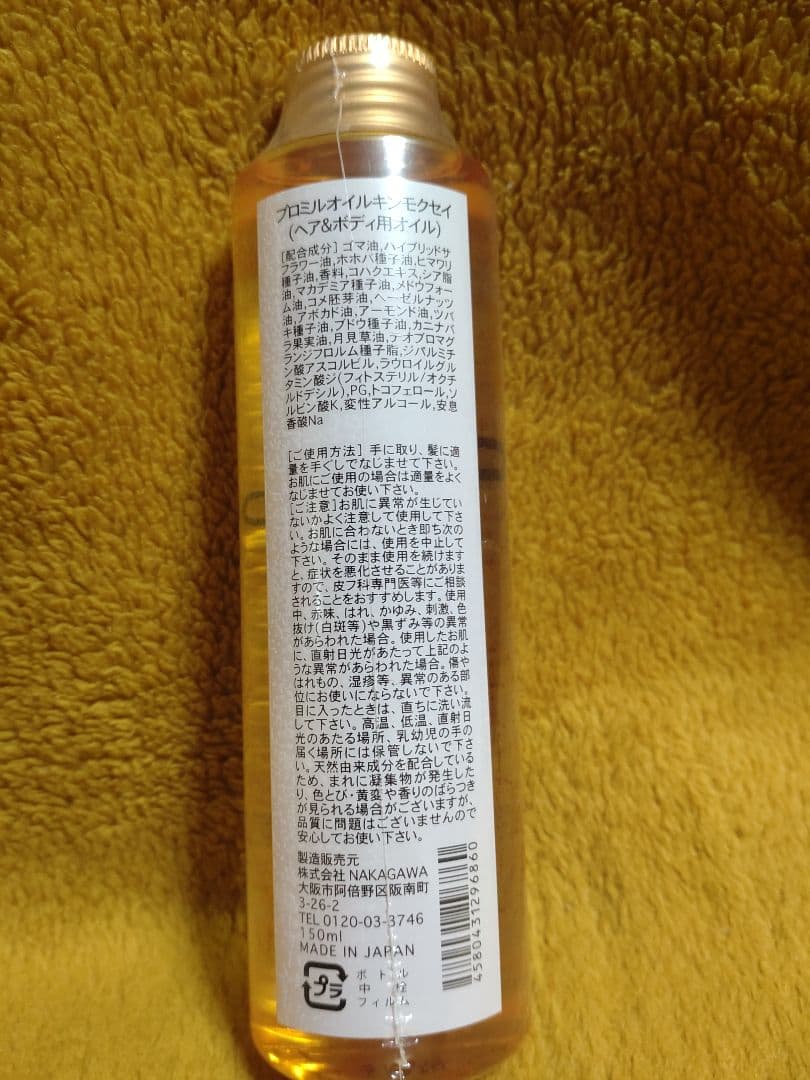 プロミルオイルキンモクセイ
(ヘア&ボディ用オイル)
[配合成分] ゴマ油,ハイブリッドサ
フラワー油,ホホバ種子油,ヒマワリ
種子油,香料,コハクエキス,シア脂
油,マカデミア種子油,メドウフォー
ム油,コメ胚芽油,ヘーゼルナッツ
油,アボカド油,アーモンド油,ツバ
キ種子油,ブドウ種子油,カニナバ
ラ果実油,月見草油,テオブロマグ
ランジフロルム種子脂,ジパルミチ
ン酸アスコルビル,ラウロイルグル
タミン酸ジ(フィトステリル/オクチ
ルドデシル),PG,トコフェロール,ソ
ルビン酸K,変性アルコール,安息
香酸Na
[ご使用方法] 手に取り、髪に適
量を手ぐしでなじませて下さい。
お肌にご使用の場合は適量をよく
なじませてお使い下さい。
[ご注意]お肌に異常が生じてい
ないかよく注意して使用して下さ
い。お肌に合わないとき即ち次の
ような場合には、使用を中止して
下さい。そのまま使用を続けます
と、症状を悪化させることがありま
すので、皮フ科専門医等にご相談
されることをおすすめします。使用
中、赤味、はれ、かゆみ、刺激、色
抜け(白斑等)や黒ずみ等の異常
があらわれた場合。使用したお肌
に、直射日光があたって上記のよ
うな異常があらわれた場合。傷や
はれもの、湿疹等、異常のある部
位にお使いにならないで下さい。
目に入ったときは、直ちに洗い流
して下さい。高温、低温、直射日
光のあたる場所、乳幼児の手の
届く場所には保管しないで下さ
い。天然由来成分を配合している
ため、まれに凝集物が発生した
り、色とび・黄変や香りのばらつき
が見られる場合がございますが、
品質に問題はございませんので
安心してお使い下さい。
製造販売元
株式会社 NAKAGAWA
大阪市阿倍野区阪南町
3-26-2
TEL 0120-03-3746
150ml
MADE IN JAPAN
プラ
ボトル
中栓
フィルム
4580431296860